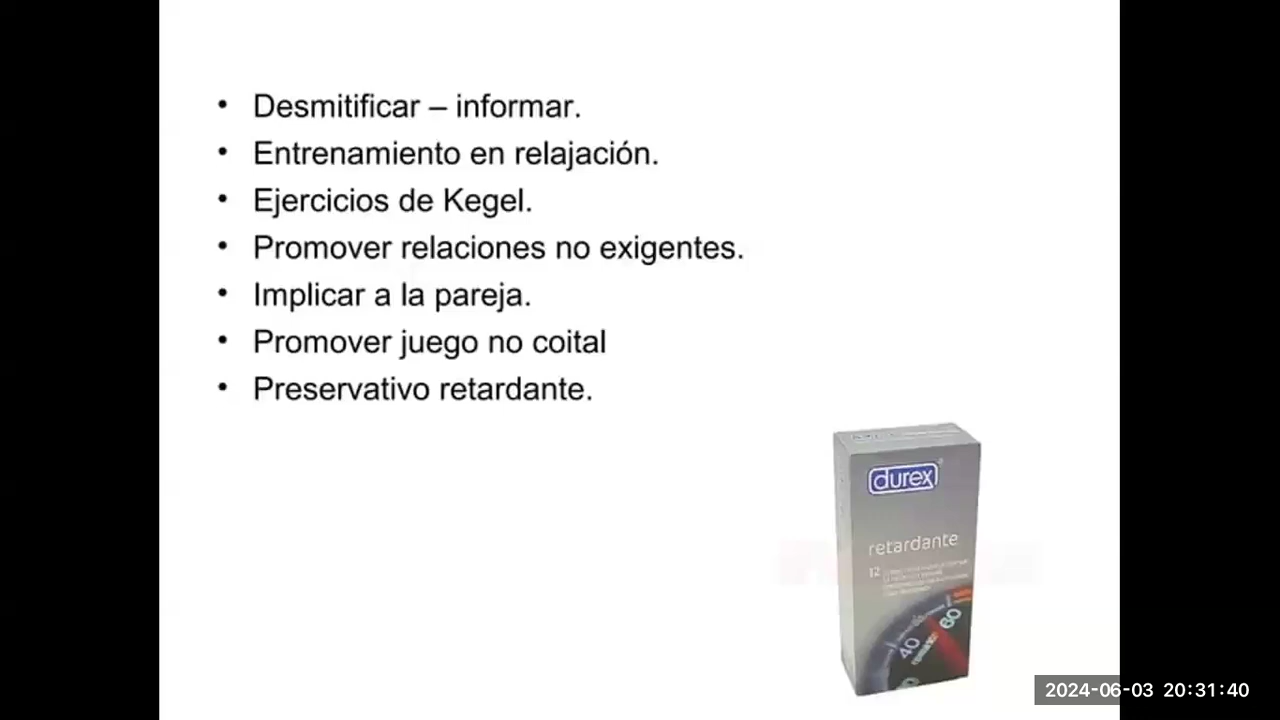 • Desmitificar – informar.
• Entrenamiento en relajación.
• Ejercicios de Kegel.
• Promover relaciones no exigentes.
• Implicar a la pareja.
• Promover juego no coital
• Preservativo retardante.
durex
retardante
12
60
40
2024-06-03 20:31:40